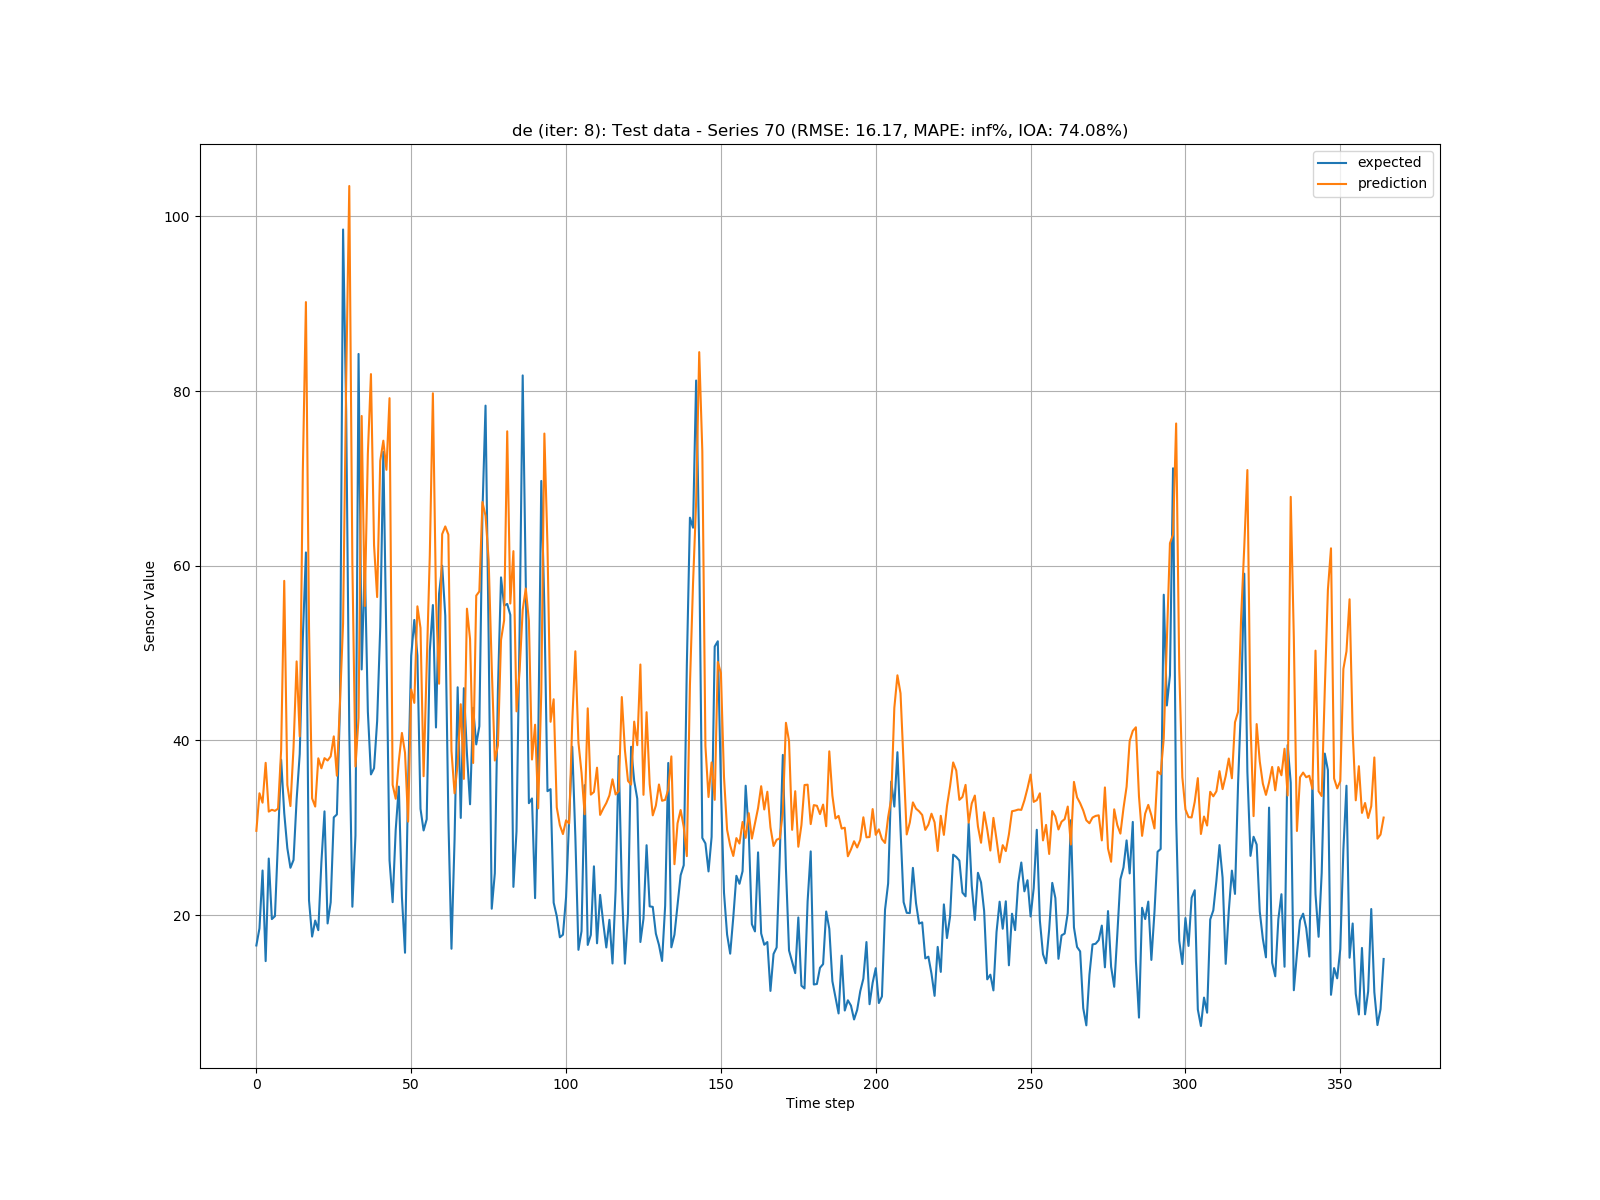 de (iter: 8): Test data - Series 70 (RMSE: 16.17, MAPE: inf%, IOA: 74.08%)
expected
prediction
100
80
60
40
20
Sensor Value
0 50 100 150 200 250 300 350
Time step